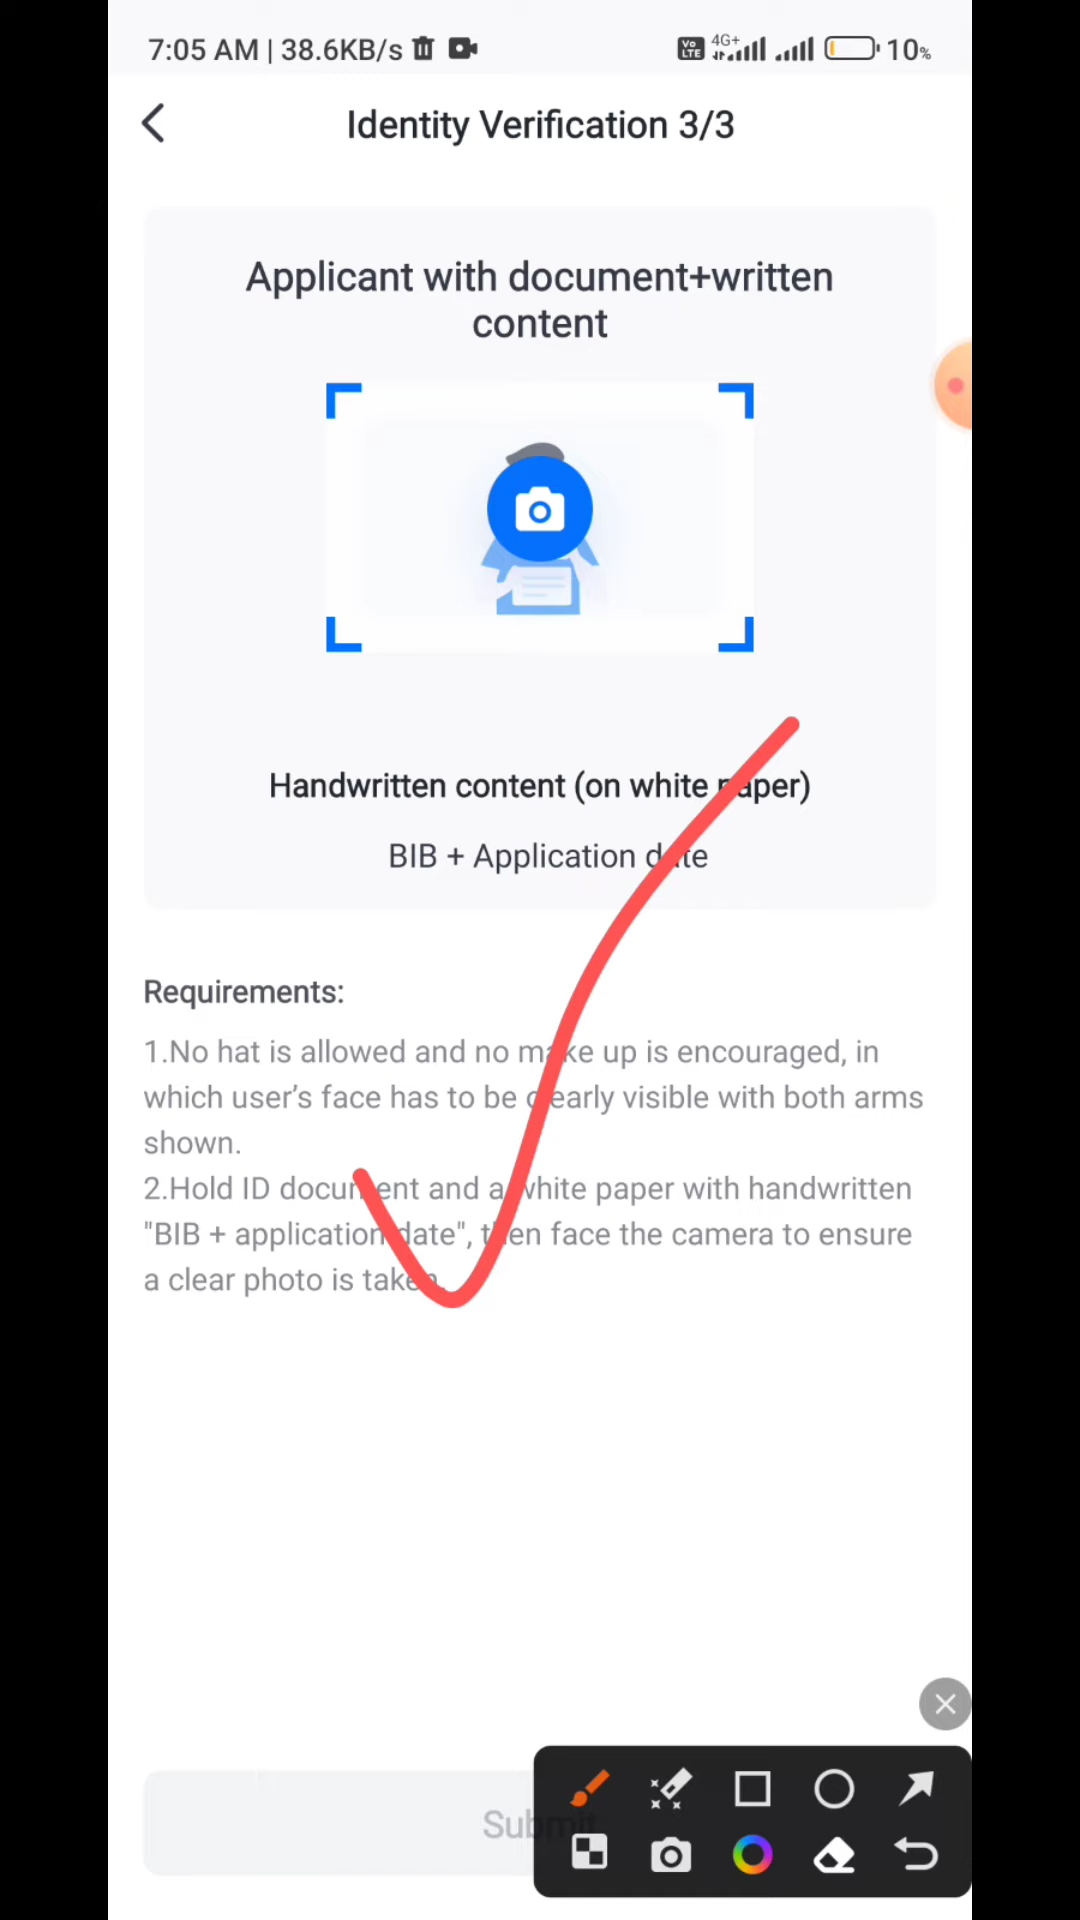 7:05 AM | 38.6KB/s Vo LTE 4G+ 10%
Identity Verification 3/3
Applicant with document+written
content
Handwritten content (on white paper)
BIB + Application date
Requirements:
1.No hat is allowed and no make up is encouraged, in
which user's face has to be clearly visible with both arms
shown.
2.Hold ID document and a white paper with handwritten
"BIB + application date", then face the camera to ensure
a clear photo is taken.
Submit